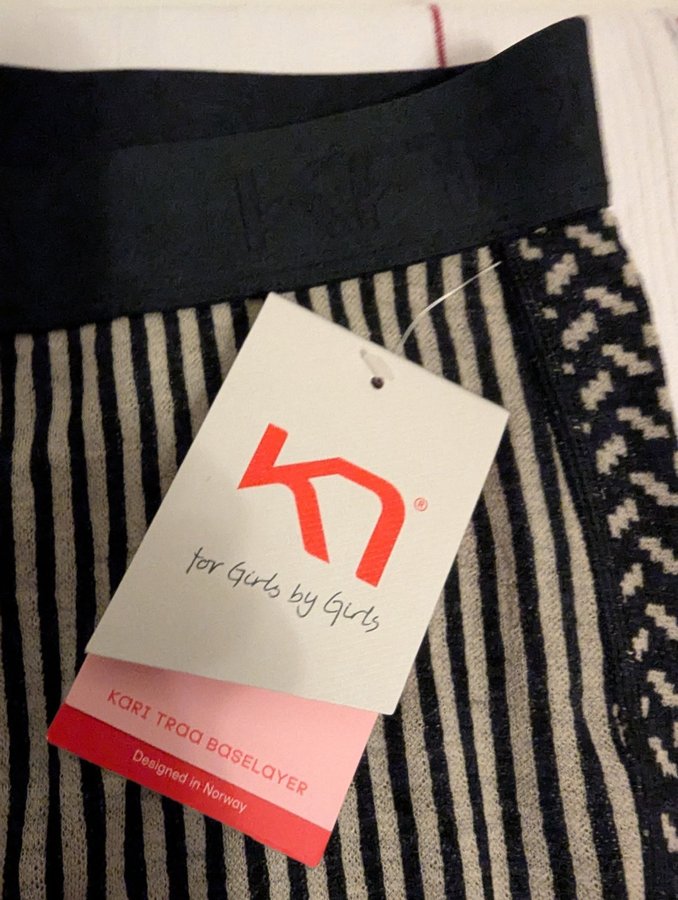 ®
for Girls by Girls
KARI TRAA BASELAYER
Designed in Norway